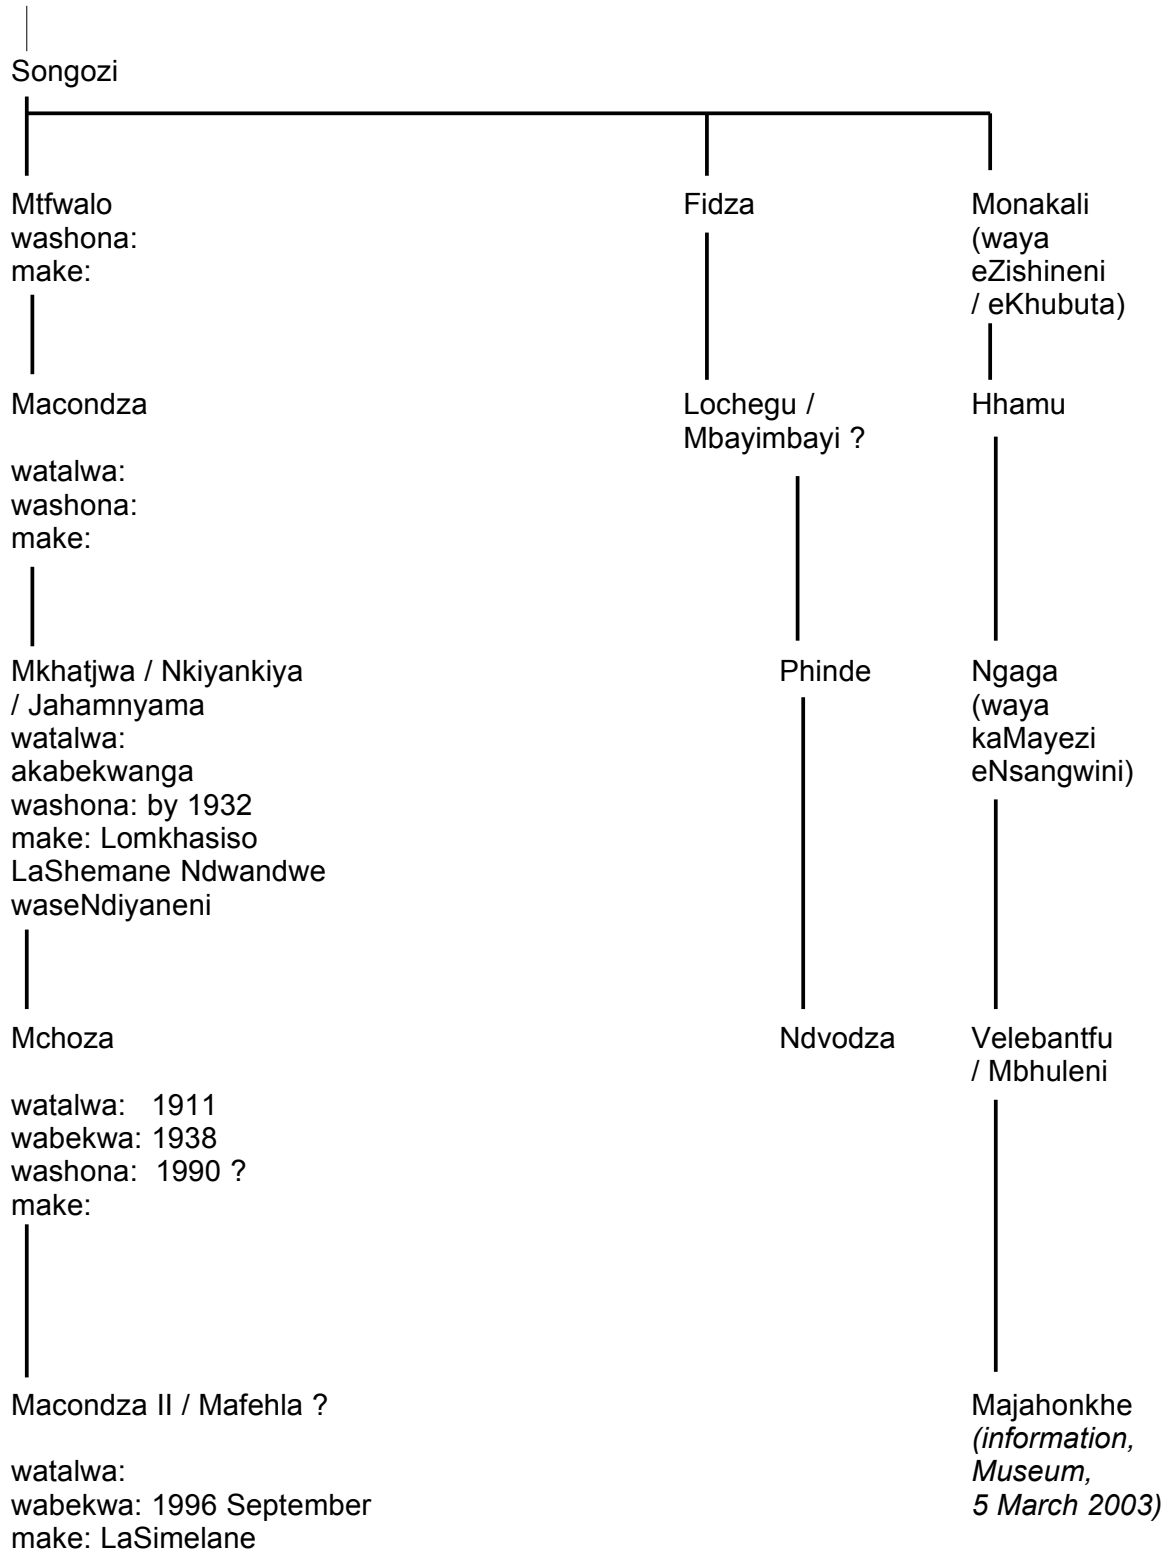 Songozi
Mtfwalo
washona:
make:
Fidza
Monakali
(waya
eZishineni
/ eKhubuta)
Macondza
watalwa:
washona:
make:
Lochegu /
Mbayimbayi ?
Hhamu
Mkhatjwa / Nkiyankiya
/ Jahamnyama
watalwa:
akabekwanga
washona: by 1932
make: Lomkhasiso
LaShemane Ndwandwe
waseNdiyaneni
Phinde
Ngaga
(waya
kaMayezi
eNsangwini)
Mchoza
watalwa: 1911
wabekwa: 1938
washona: 1990 ?
make:
Ndvodza
Velebantfu
/ Mbhuleni
Macondza II / Mafehla ?
watalwa:
wabekwa: 1996 September
make: LaSimelane
Majahonkhe
(information,
Museum,
5 March 2003)